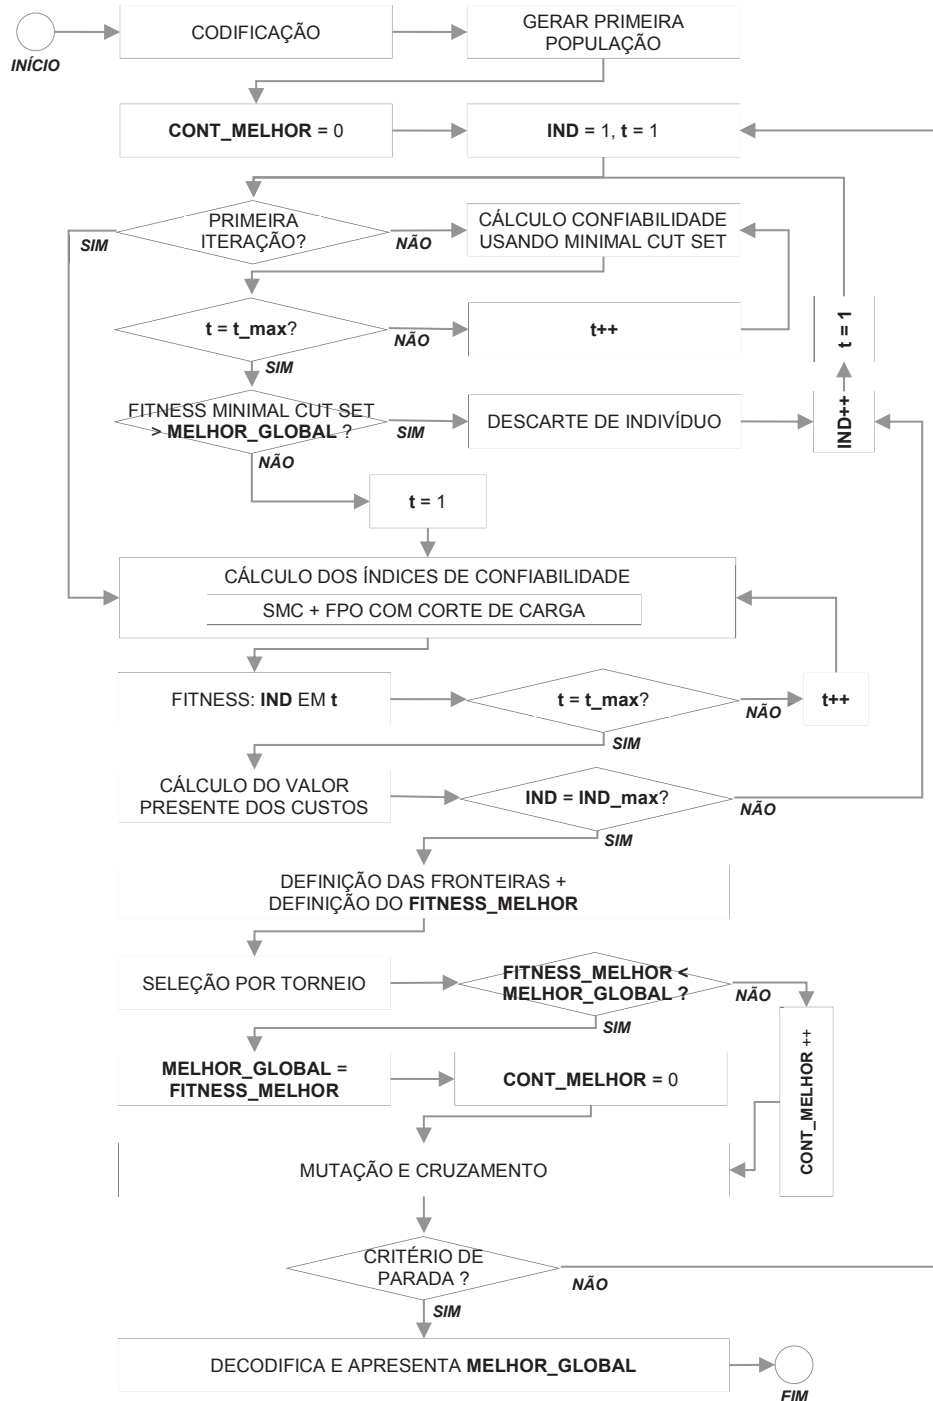 CODIFICAÇÃO
GERAR PRIMEIRA
POPULAÇÃO
INÍCIO
CONT_MELHOR = 0
IND = 1, t = 1
PRIMEIRA
ITERAÇÃO?
SIM
NÃO
CÁLCULO CONFIABILIDADE
USANDO MINIMAL CUT SET
t = t_max?
NÃO
t++
t = 1
SIM
FITNESS MINIMAL CUT SET
> MELHOR_GLOBAL ?
SIM
DESCARTE DE INDIVÍDUO
IND++
NÃO
t = 1
CÁLCULO DOS ÍNDICES DE CONFIABILIDADE
SMC + FPO COM CORTE DE CARGA
FITNESS: IND EM t
t = t_max?
NÃO
t++
SIM
CÁLCULO DO VALOR
PRESENTE DOS CUSTOS
IND = IND_max?
NÃO
SIM
DEFINIÇÃO DAS FRONTEIRAS +
DEFINIÇÃO DO FITNESS_MELHOR
SELEÇÃO POR TORNEIO
FITNESS_MELHOR <
MELHOR_GLOBAL ?
NÃO
SIM
CONT_MELHOR ++
MELHOR_GLOBAL =
FITNESS_MELHOR
CONT_MELHOR = 0
MUTAÇÃO E CRUZAMENTO
CRITÉRIO DE
PARADA ?
NÃO
SIM
DECODIFICA E APRESENTA MELHOR_GLOBAL
FIM